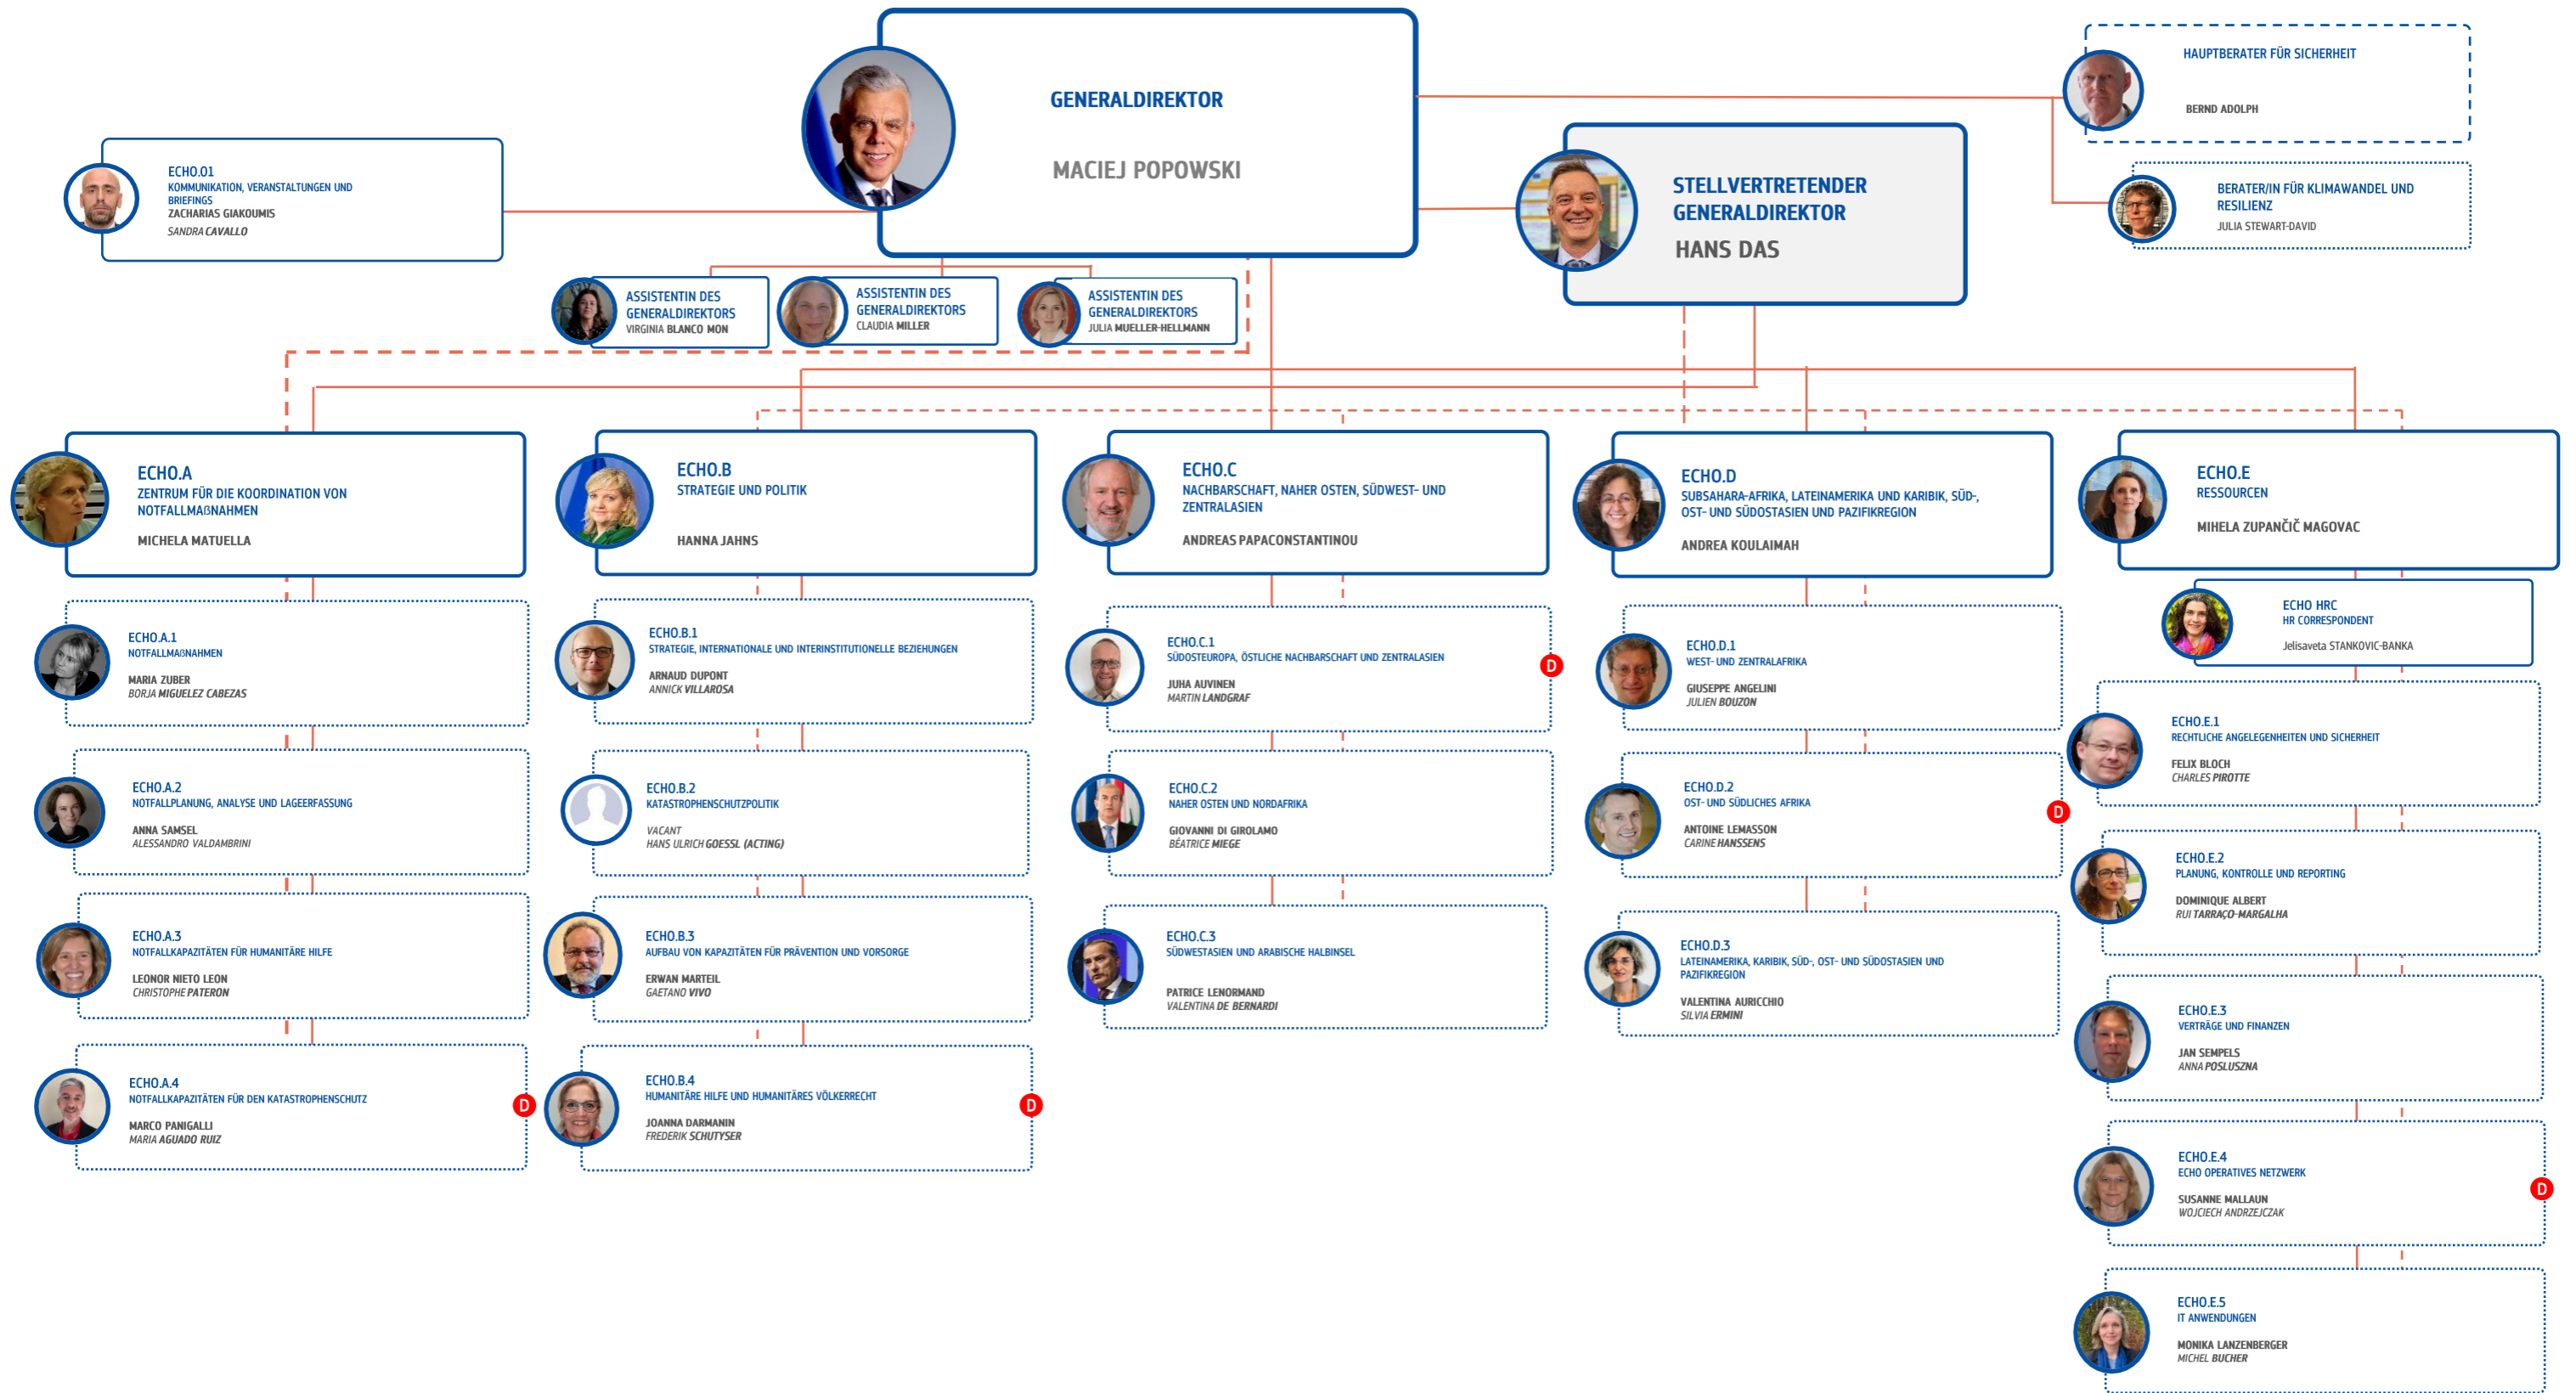 GENERALDIREKTOR
MACIEJ POPOWSKI
HAUPTBERATER FÜR SICHERHEIT
BERND ADOLPH
STELLVERTRETENDER
GENERALDIREKTOR
HANS DAS
BERATER/IN FÜR KLIMAWANDEL UND
RESILIENZ
JULIA STEWART-DAVID
ECHO.01
KOMMUNIKATION, VERANSTALTUNGEN UND
BRIEFINGS
ZACHARIAS GIAKOUMIS
SANDRA CAVALLO
ASSISTENTIN DES
GENERALDIREKTORS
VIRGINIA BLANCO MON
ASSISTENTIN DES
GENERALDIREKTORS
CLAUDIA MILLER
ASSISTENTIN DES
GENERALDIREKTORS
JULIA MUELLER-HELLMANN
ECHO.A
ZENTRUM FÜR DIE KOORDINATION VON
NOTFALLMAßNAHMEN
MICHELA MATUELLA
ECHO.A.1
NOTFALLMAßNAHMEN
MARIA ZUBER
BORJA MIGUELEZ CABEZAS
ECHO.A.2
NOTFALLPLANUNG, ANALYSE UND LAGEERFASSUNG
ANNA SAMSEL
ALESSANDRO VALDAMBRINI
ECHO.A.3
NOTFALLKAPAZITÄTEN FÜR HUMANITÄRE HILFE
LEONOR NIETO LEON
CHRISTOPHE PATERON
ECHO.A.4
NOTFALLKAPAZITÄTEN FÜR DEN KATASTROPHENSCHUTZ
MARCO PANIGALLI
MARIA AGUADO RUIZ
D
ECHO.B
STRATEGIE UND POLITIK
HANNA JAHNS
ECHO.B.1
STRATEGIE, INTERNATIONALE UND INTERINSTITUTIONELLE BEZIEHUNGEN
ARNAUD DUPONT
ANNICK VILLAROSA
ECHO.B.2
KATASTROPHENSCHUTZPOLITIK
VACANT
HANS ULRICH GOESSL (ACTING)
ECHO.B.3
AUFBAU VON KAPAZITÄTEN FÜR PRÄVENTION UND VORSORGE
ERWAN MARTEIL
GAETANO VIVO
ECHO.B.4
HUMANITÄRE HILFE UND HUMANITÄRES VÖLKERRECHT
JOANNA DARMANIN
FREDERIK SCHUTYSER
D
ECHO.C
NACHBARSCHAFT, NAHER OSTEN, SÜDWEST- UND
ZENTRALASIEN
ANDREAS PAPACONSTANTINOU
ECHO.C.1
SÜDOSTEUROPA, ÖSTLICHE NACHBARSCHAFT UND ZENTRALASIEN
JUHA AUVINEN
MARTIN LANDGRAF
D
ECHO.C.2
NAHER OSTEN UND NORDAFRIKA
GIOVANNI DI GIROLAMO
BÉATRICE MIEGE
ECHO.C.3
SÜDWESTASIEN UND ARABISCHE HALBINSEL
PATRICE LENORMAND
VALENTINA DE BERNARDI
ECHO.D
SUBSAHARA-AFRIKA, LATEINAMERIKA UND KARIBIK, SÜD-,
OST- UND SÜDOSTASIEN UND PAZIFIKREGION
ANDREA KOULAIMAH
ECHO.D.1
WEST- UND ZENTRALAFRIKA
GIUSEPPE ANGELINI
JULIEN BOUZON
ECHO.D.2
OST- UND SÜDLICHES AFRIKA
ANTOINE LEMASSON
CARINE HANSSENS
D
ECHO.D.3
LATEINAMERIKA, KARIBIK, SÜD-, OST- UND SÜDOSTASIEN UND
PAZIFIKREGION
VALENTINA AURICCHIO
SILVIA ERMINI
ECHO.E
RESSOURCEN
MIHELA ZUPANČIČ MAGOVAC
ECHO HRC
HR CORRESPONDENT
Jelisaveta STANKOVIC-BANKA
ECHO.E.1
RECHTLICHE ANGELEGENHEITEN UND SICHERHEIT
FELIX BLOCH
CHARLES PIROTTE
ECHO.E.2
PLANUNG, KONTROLLE UND REPORTING
DOMINIQUE ALBERT
RUI TARRAÇO-MARGALHA
ECHO.E.3
VERTRÄGE UND FINANZEN
JAN SEMPELS
ANNA POSLUSZNA
ECHO.E.4
ECHO OPERATIVES NETZWERK
SUSANNE MALLAUN
WOJCIECH ANDRZEJCZAK
D
ECHO.E.5
IT ANWENDUNGEN
MONIKA LANZENBERGER
MICHEL BUCHER